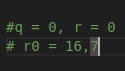 #q = 0, r = 0
# r0 = 16,7